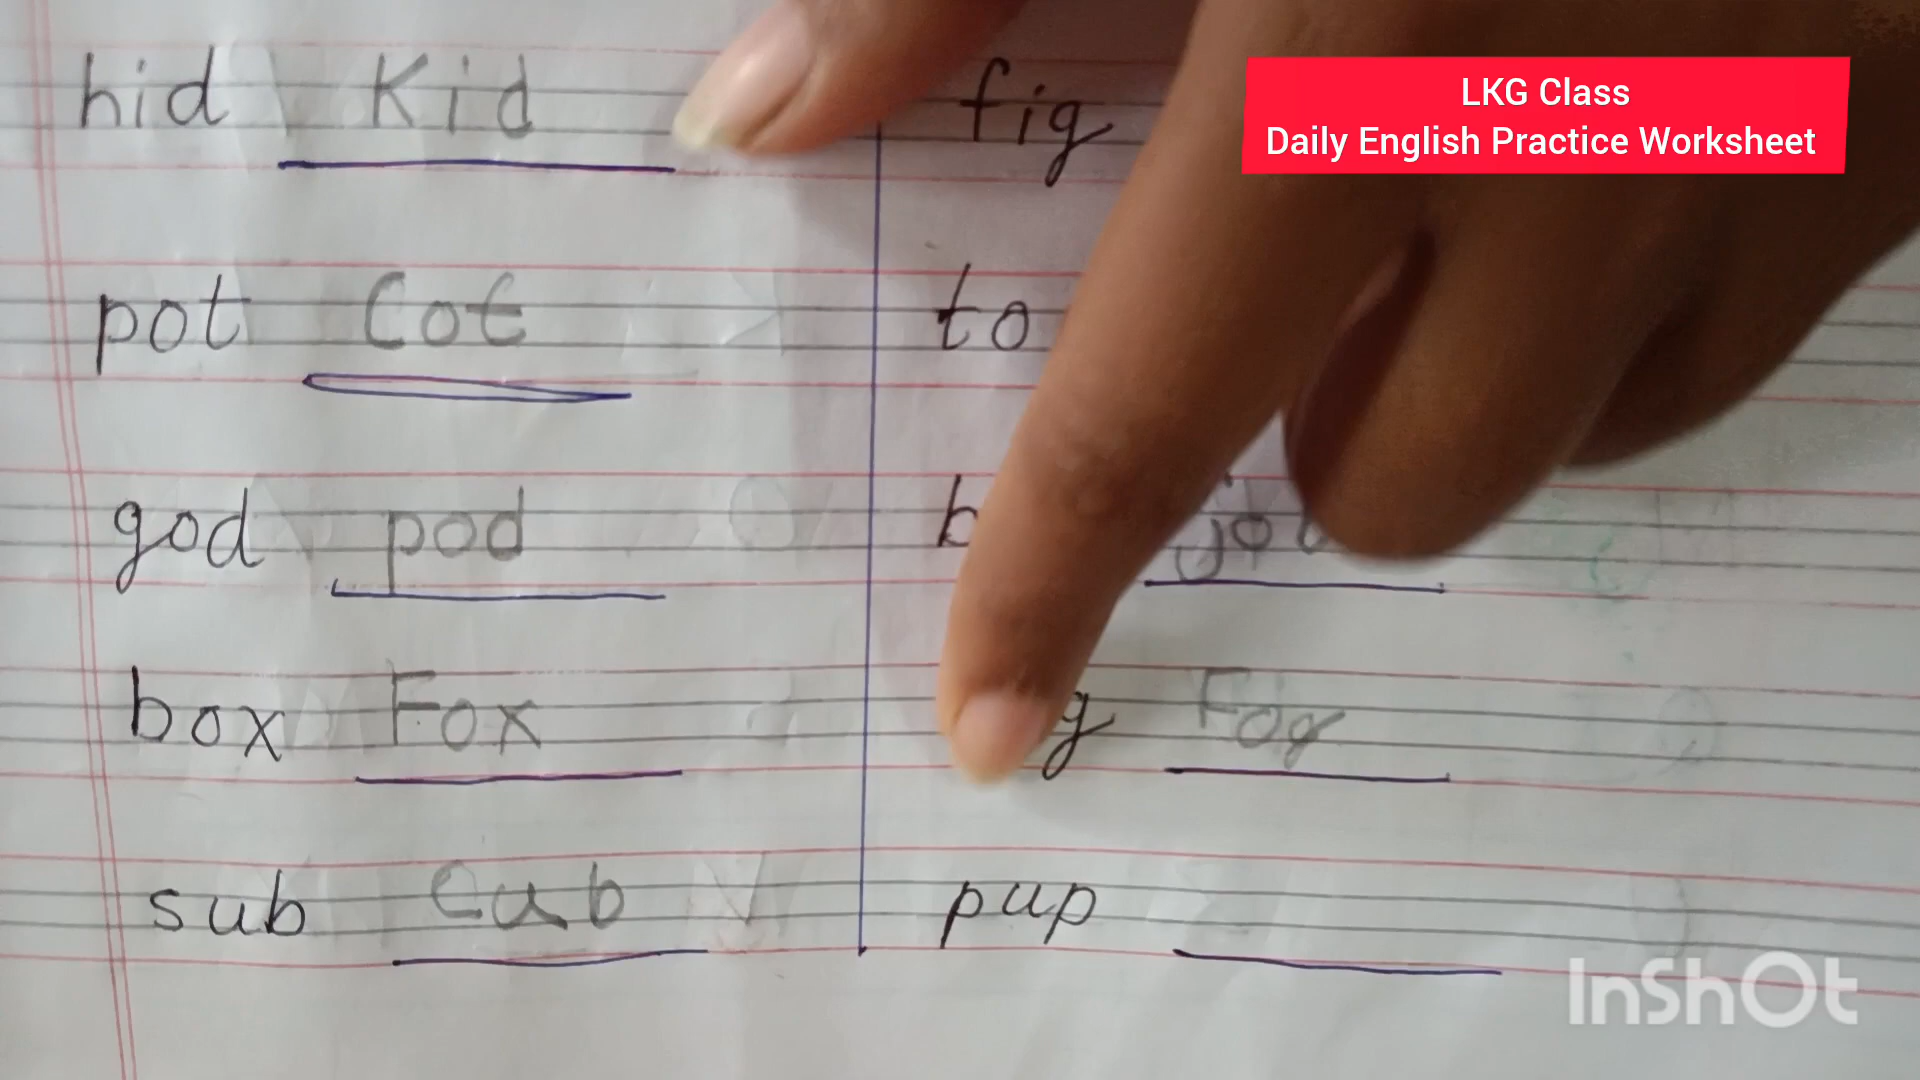 LKG Class
Daily English Practice Worksheet
hid Kid fig
pot Cot to
god pod
box Fox Fog
sub Cub pup
InShOt